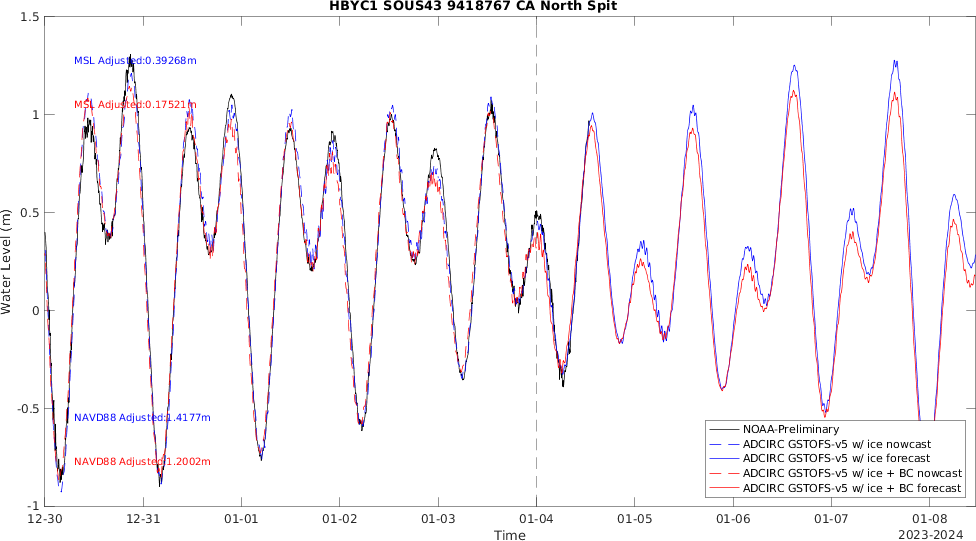 HBYC1 SOUS43 9418767 CA North Spit
1.5
1
0.5
0
-0.5
-1
Water Level (m)
MSL Adjusted:0.39268m
MSL Adjusted:0.17521m
NAVD88 Adjusted:1.4177m
NAVD88 Adjusted:1.2002m
NOAA-Preliminary
ADCIRC GSTOFS-v5 w/ ice nowcast
ADCIRC GSTOFS-v5 w/ ice forecast
ADCIRC GSTOFS-v5 w/ ice + BC nowcast
ADCIRC GSTOFS-v5 w/ ice + BC forecast
12-30 12-31 01-01 01-02 01-03 01-04 01-05 01-06 01-07 01-08
Time
2023-2024